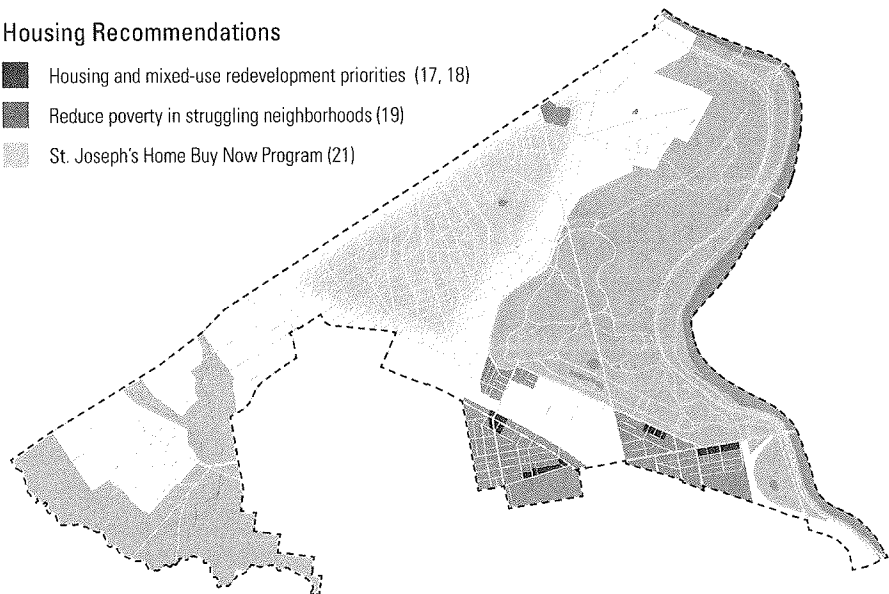 Housing Recommendations
Housing and mixed-use redevelopment priorities (17, 18)
Reduce poverty in struggling neighborhoods (19)
St. Joseph's Home Buy Now Program (21)